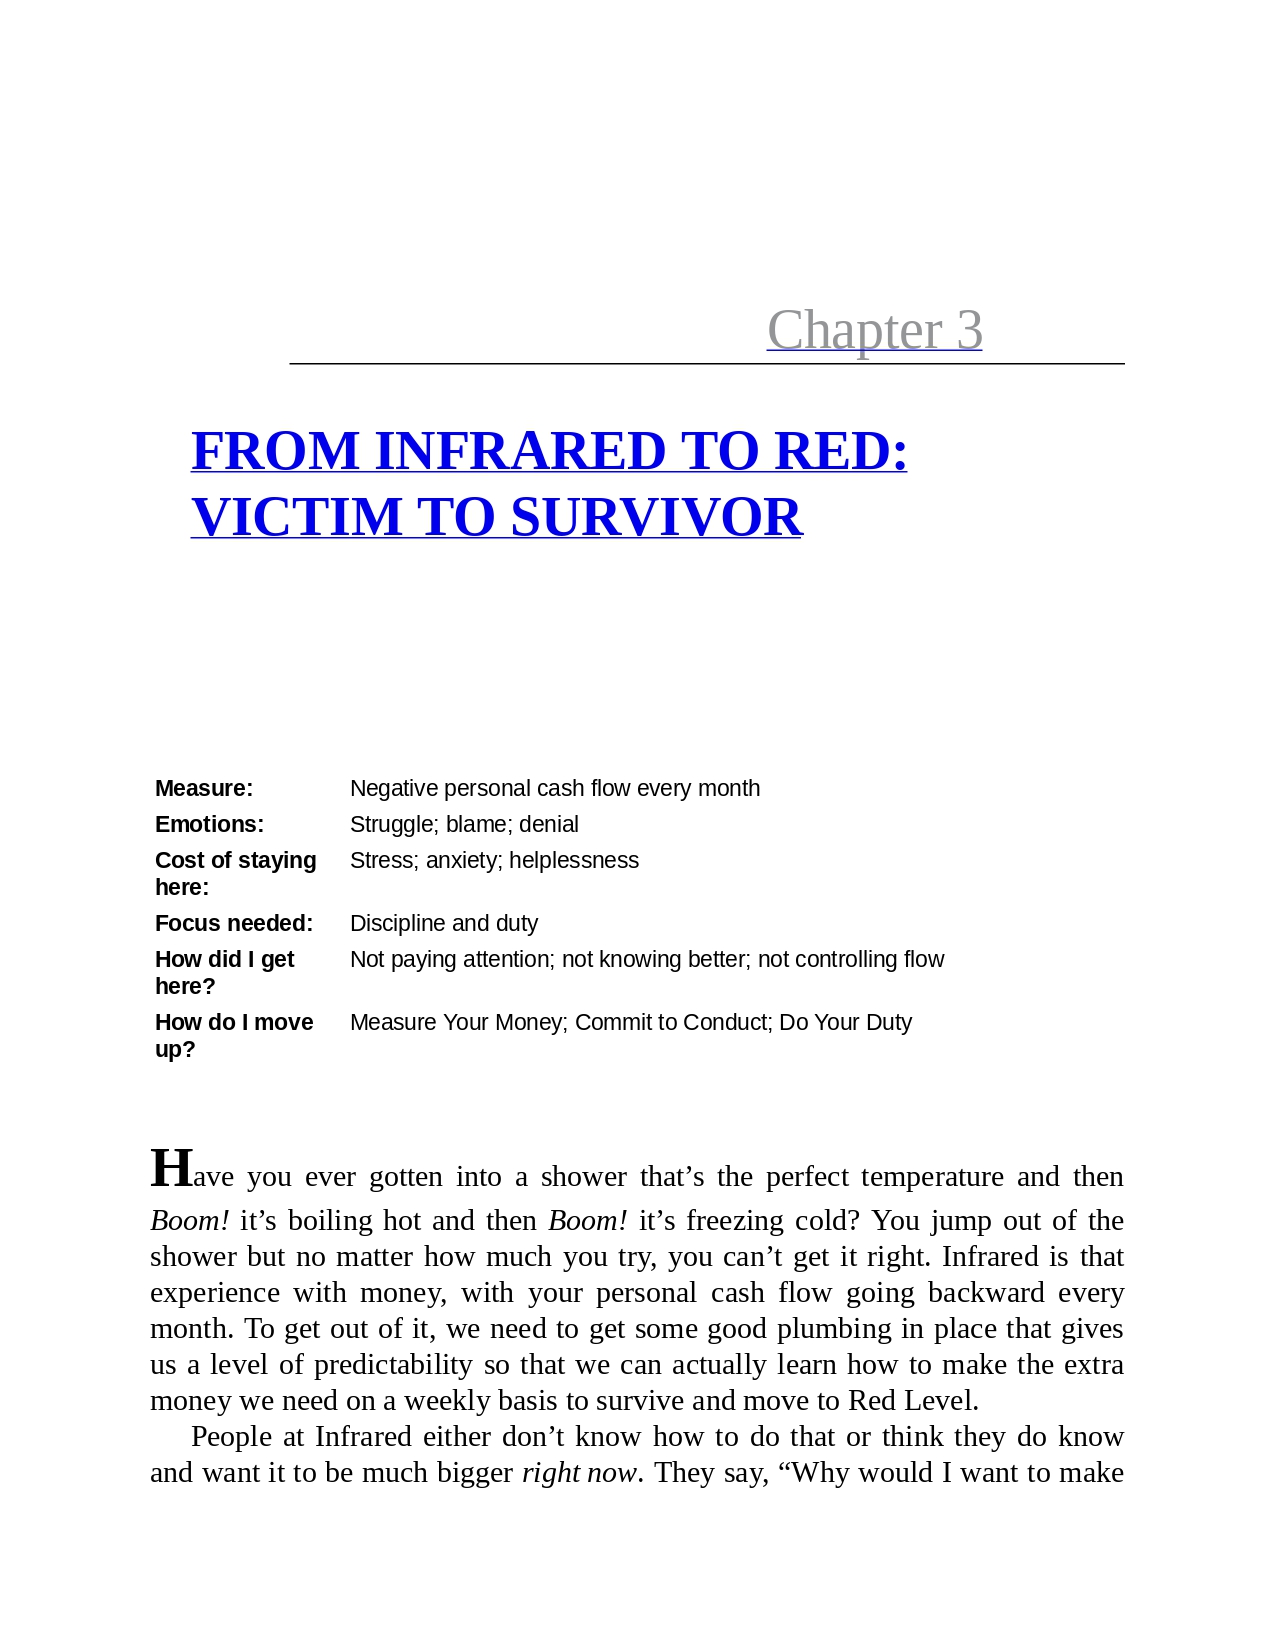 Chapter 3
FROM INFRARED TO RED:
VICTIM TO SURVIVOR
Measure: Negative personal cash flow every month
Emotions: Struggle; blame; denial
Cost of staying Stress; anxiety; helplessness
here:
Focus needed: Discipline and duty
How did I get Not paying attention; not knowing better; not controlling flow
here?
How do I move Measure Your Money; Commit to Conduct; Do Your Duty
up?
Have you ever gotten into a shower that’s the perfect temperature and then
Boom! it’s boiling hot and then Boom! it’s freezing cold? You jump out of the
shower but no matter how much you try, you can’t get it right. Infrared is that
experience with money, with your personal cash flow going backward every
month. To get out of it, we need to get some good plumbing in place that gives
us a level of predictability so that we can actually learn how to make the extra
money we need on a weekly basis to survive and move to Red Level.
People at Infrared either don’t know how to do that or think they do know
and want it to be much bigger right now. They say, “Why would I want to make